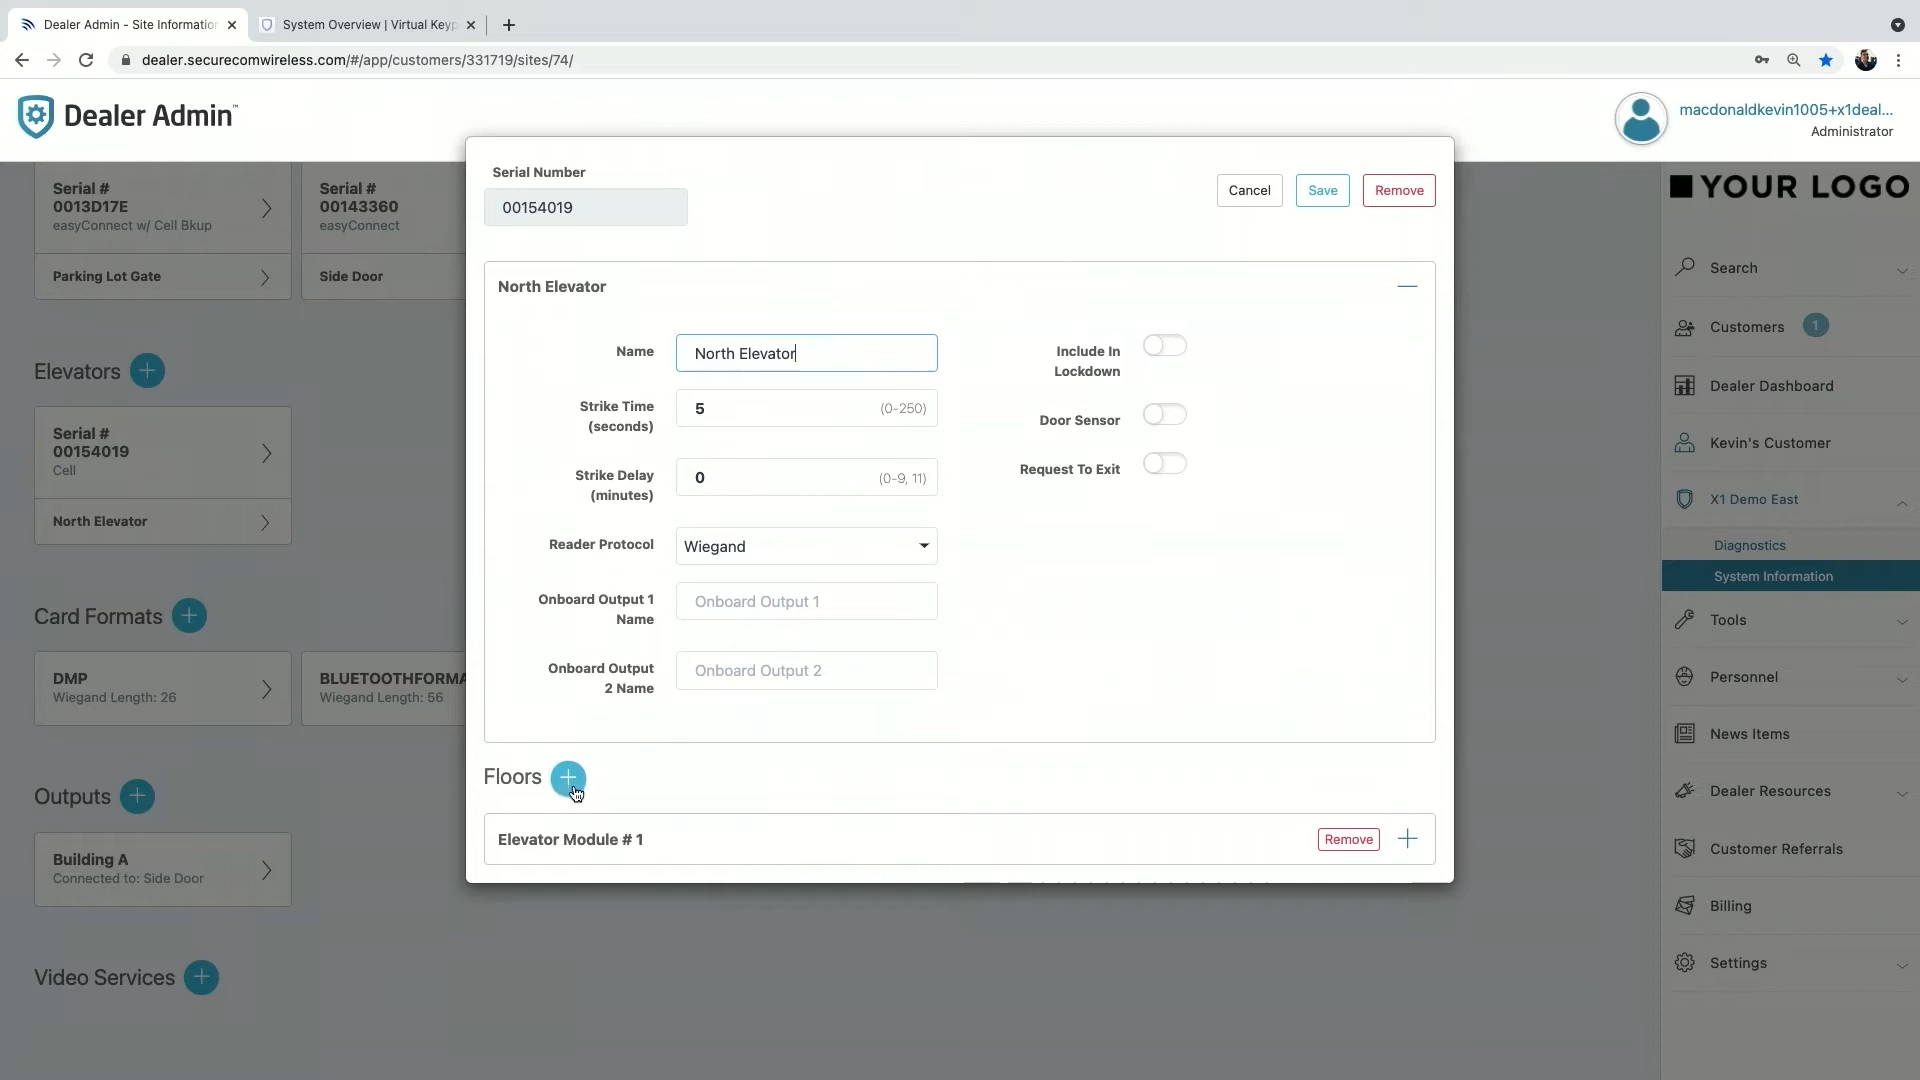 Dealer Admin - Site Information
System Overview | Virtual Keyp
dealer.securecomwireless.com/#/app/customers/331719/sites/74/
Dealer Admin™
macdonaldkevin1005+x1deal...
Administrator
Serial #
0013D17E
easyConnect w/ Cell Bkup
Parking Lot Gate
Serial #
00143360
easyConnect
Side Door
Elevators
Serial #
00154019
Cell
North Elevator
Card Formats
DMP
Wiegand Length: 26
BLUETOOTHFORMA
Wiegand Length: 56
Outputs
Building A
Connected to: Side Door
Video Services
Serial Number
00154019
Cancel
Save
Remove
North Elevator
Name
North Elevator
Strike Time
(seconds)
5
(0-250)
Strike Delay
(minutes)
0
(0-9, 11)
Reader Protocol
Wiegand
Onboard Output 1
Name
Onboard Output 1
Onboard Output
2 Name
Onboard Output 2
Include In
Lockdown
Door Sensor
Request To Exit
Floors
Elevator Module # 1
Remove
YOUR LOGO
Search
Customers
1
Dealer Dashboard
Kevin's Customer
X1 Demo East
Diagnostics
System Information
Tools
Personnel
News Items
Dealer Resources
Customer Referrals
Billing
Settings